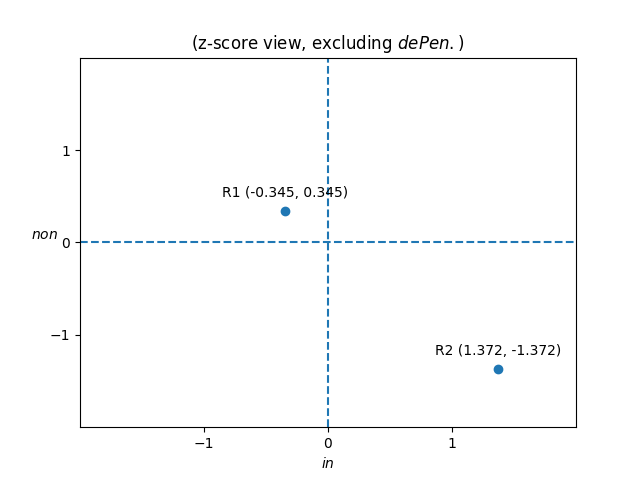 (z-score view, excluding dePen.)
1
R1 (-0.345, 0.345)
non 0
−1
R2 (1.372, -1.372)
−1 0 1
in